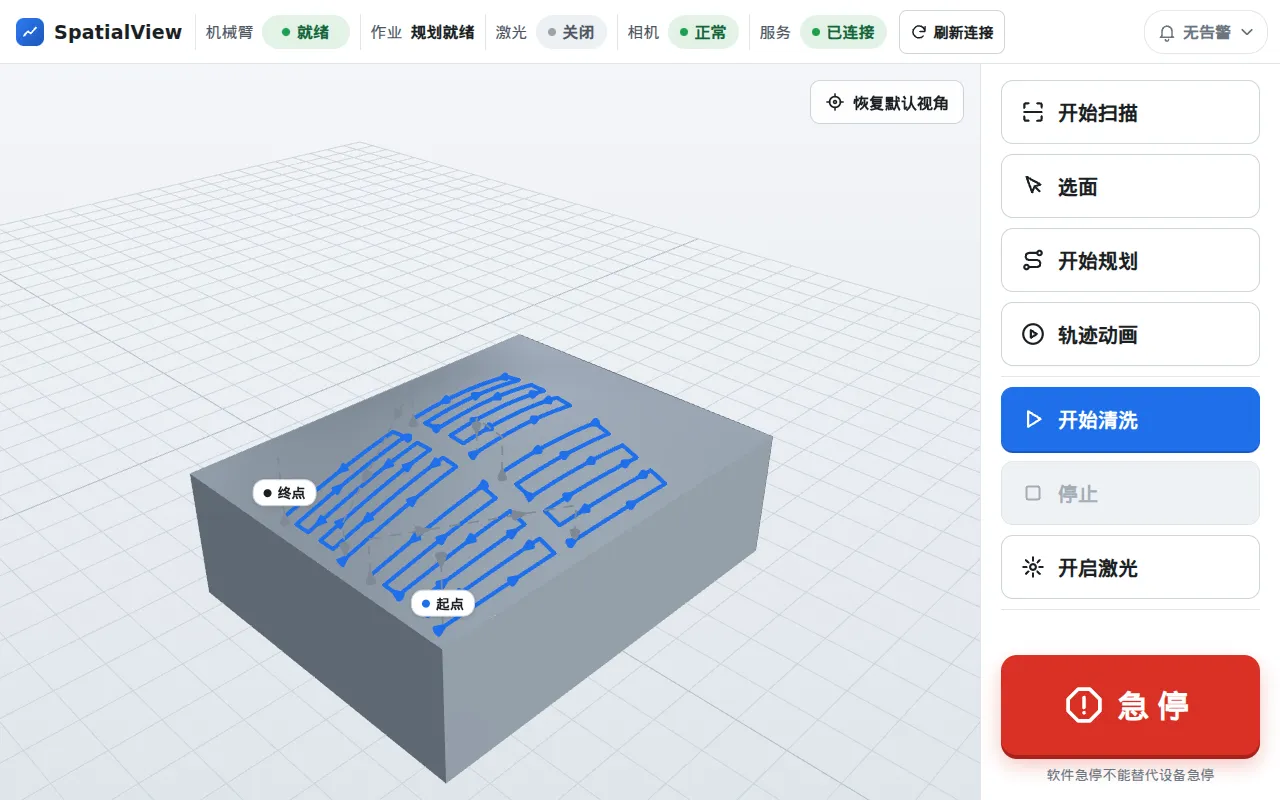 SpatialView
机械臂 就绪
作业 规划就绪
激光 关闭
相机 正常
服务 已连接
刷新连接
无告警
恢复默认视角
开始扫描
选面
开始规划
轨迹动画
开始清洗
停止
开启激光
终点
起点
急停
软件急停不能替代设备急停